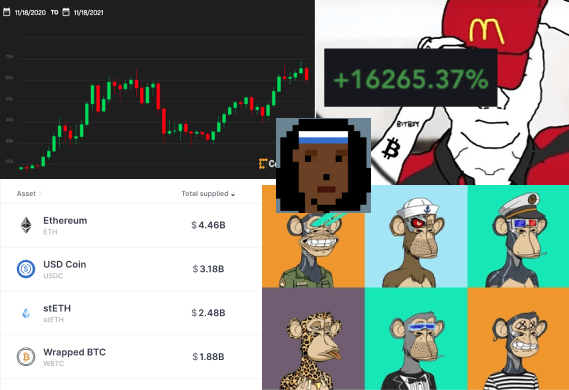 11/18/2020 TO 11/18/2021
+16265.37%
BITBOY
Asset
Total supplied
Ethereum
ETH
$4.46B
USD Coin
USDC
$3.18B
stETH
stETH
$2.48B
Wrapped BTC
WBTC
$1.88B